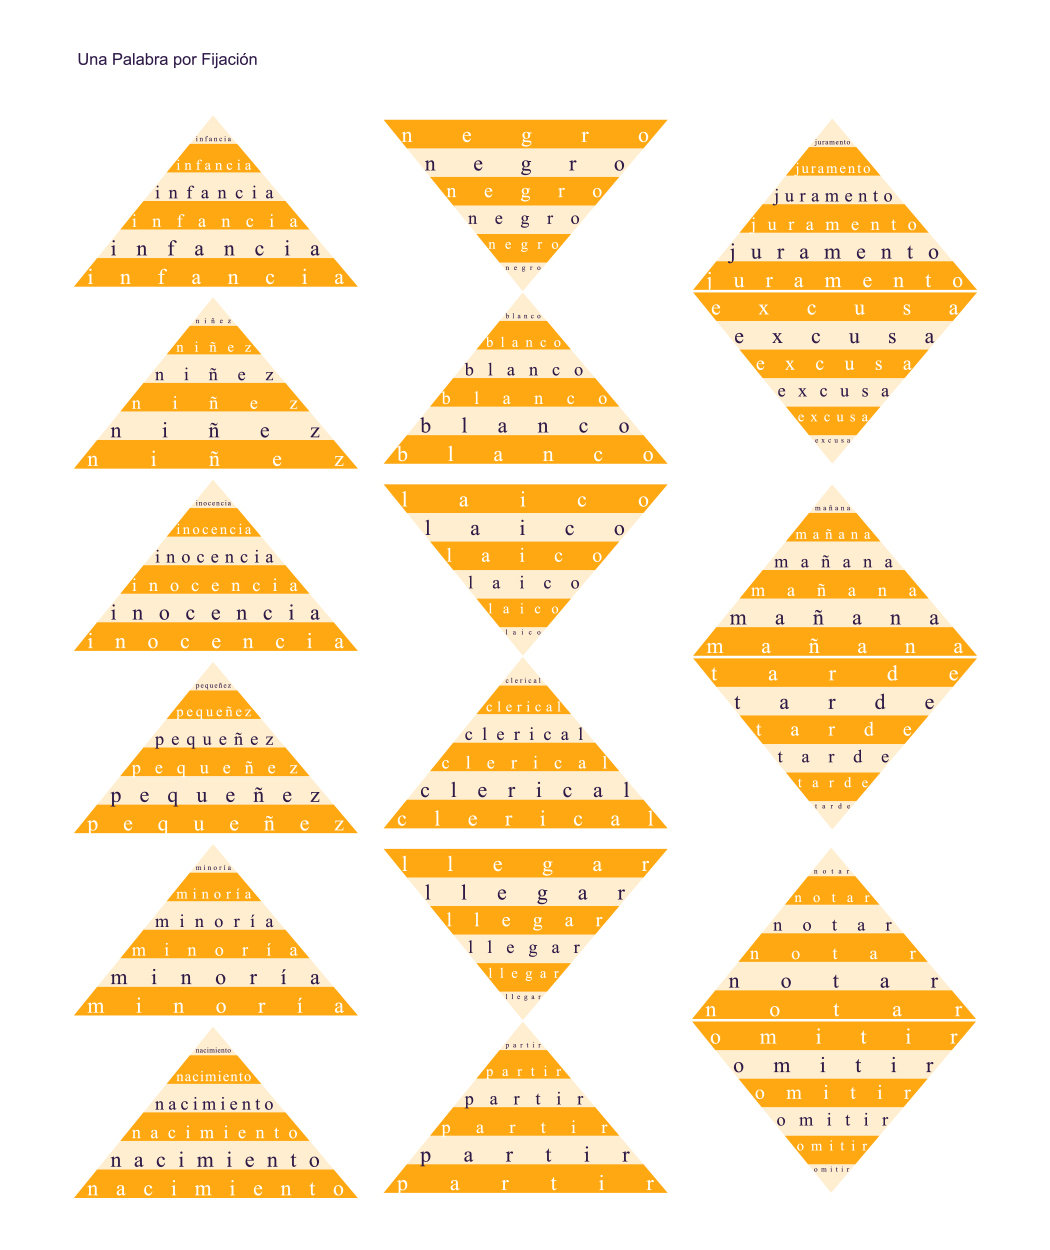 Una Palabra por Fijación
infancia
infancia
infancia
infancia
infancia
infancia
niñez
niñez
niñez
niñez
niñez
niñez
inocencia
inocencia
inocencia
inocencia
inocencia
inocencia
pequeñez
pequeñez
pequeñez
pequeñez
pequeñez
pequeñez
minoría
minoría
minoría
minoría
minoría
minoría
nacimiento
nacimiento
nacimiento
nacimiento
nacimiento
nacimiento
negro
negro
negro
negro
negro
negro
blanco
blanco
blanco
blanco
blanco
blanco
laico
laico
laico
laico
laico
laico
clerical
clerical
clerical
clerical
clerical
clerical
llegar
llegar
llegar
llegar
llegar
llegar
partir
partir
partir
partir
partir
partir
juramento
juramento
juramento
juramento
juramento
juramento
excusa
excusa
excusa
excusa
excusa
excusa
mañana
mañana
mañana
mañana
mañana
mañana
tarde
tarde
tarde
tarde
tarde
tarde
notar
notar
notar
notar
notar
notar
omitir
omitir
omitir
omitir
omitir
omitir